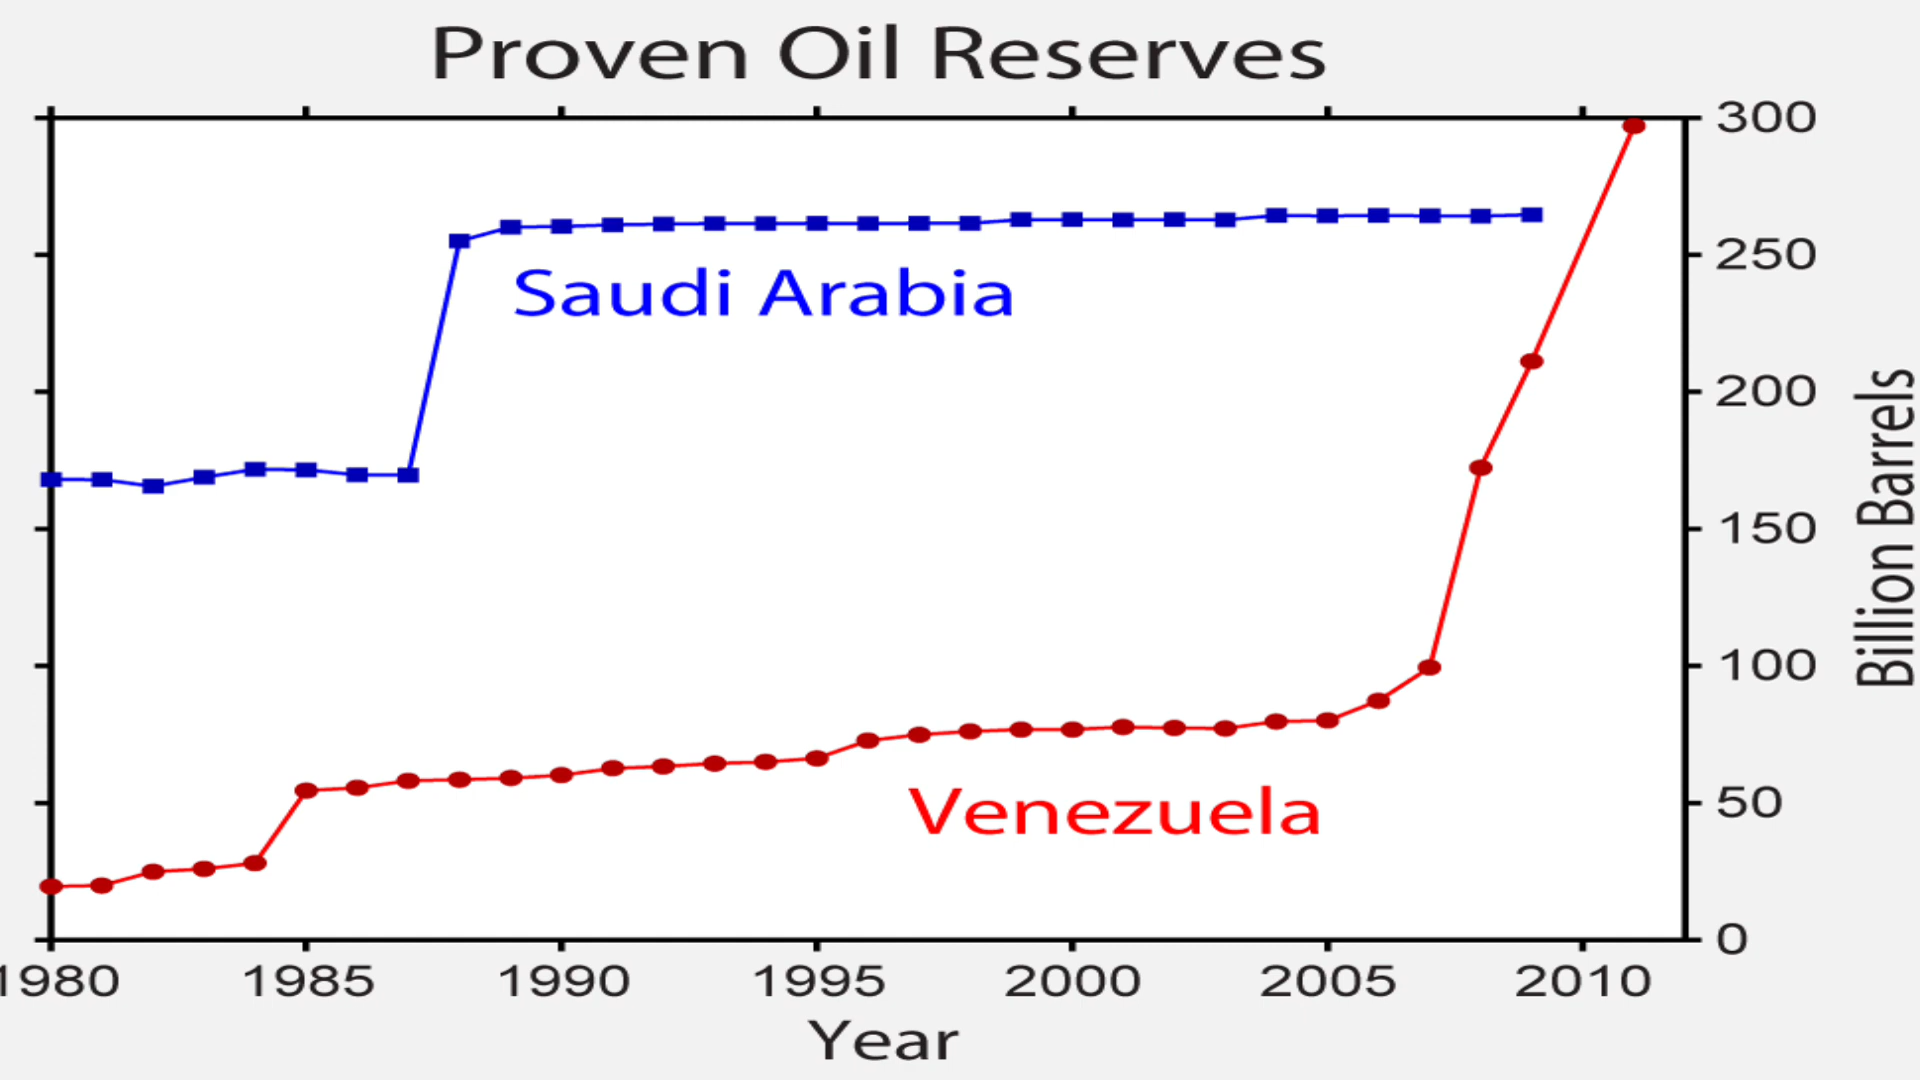 Proven Oil Reserves
300
250
200
150
100
50
0
Billion Barrels
Saudi Arabia
Venezuela
1980 1985 1990 1995 2000 2005 2010
Year